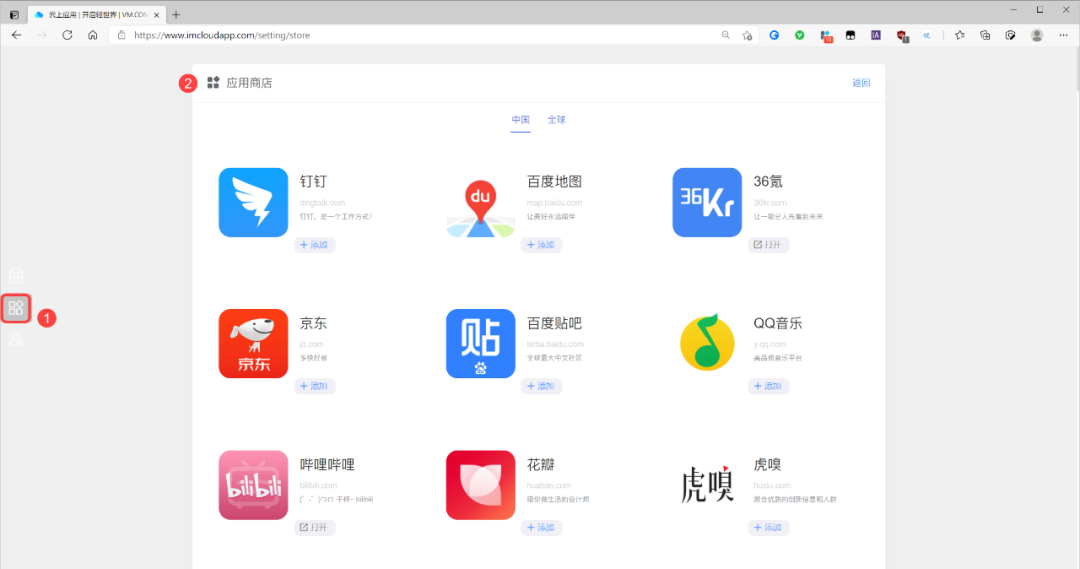 云上应用 | 开启轻世界 | VM.COM
https://www.imcloudapp.com/setting/store
2 应用商店 返回
中国 全球
钉钉
dingtalk.com
钉钉，是一个工作方式！
+ 添加
百度地图
map.baidu.com
让美好永远陪伴
+ 添加
36Kr
36氪
36kr.com
让一部分人先看到未来
打开
1
京东
京东
jd.com
多快好省
+ 添加
贴
百度贴吧
tieba.baidu.com
全球最大中文社区
+ 添加
QQ音乐
y.qq.com
高品质音乐平台
+ 添加
bilibili
哔哩哔哩
bilibili.com
(゜-゜)つロ 干杯~-bilibili
打开
花瓣
huaban.com
陪你做生活的设计师
+ 添加
虎嗅
虎嗅
huxiu.com
聚合优质的创新信息和人群
+ 添加
du